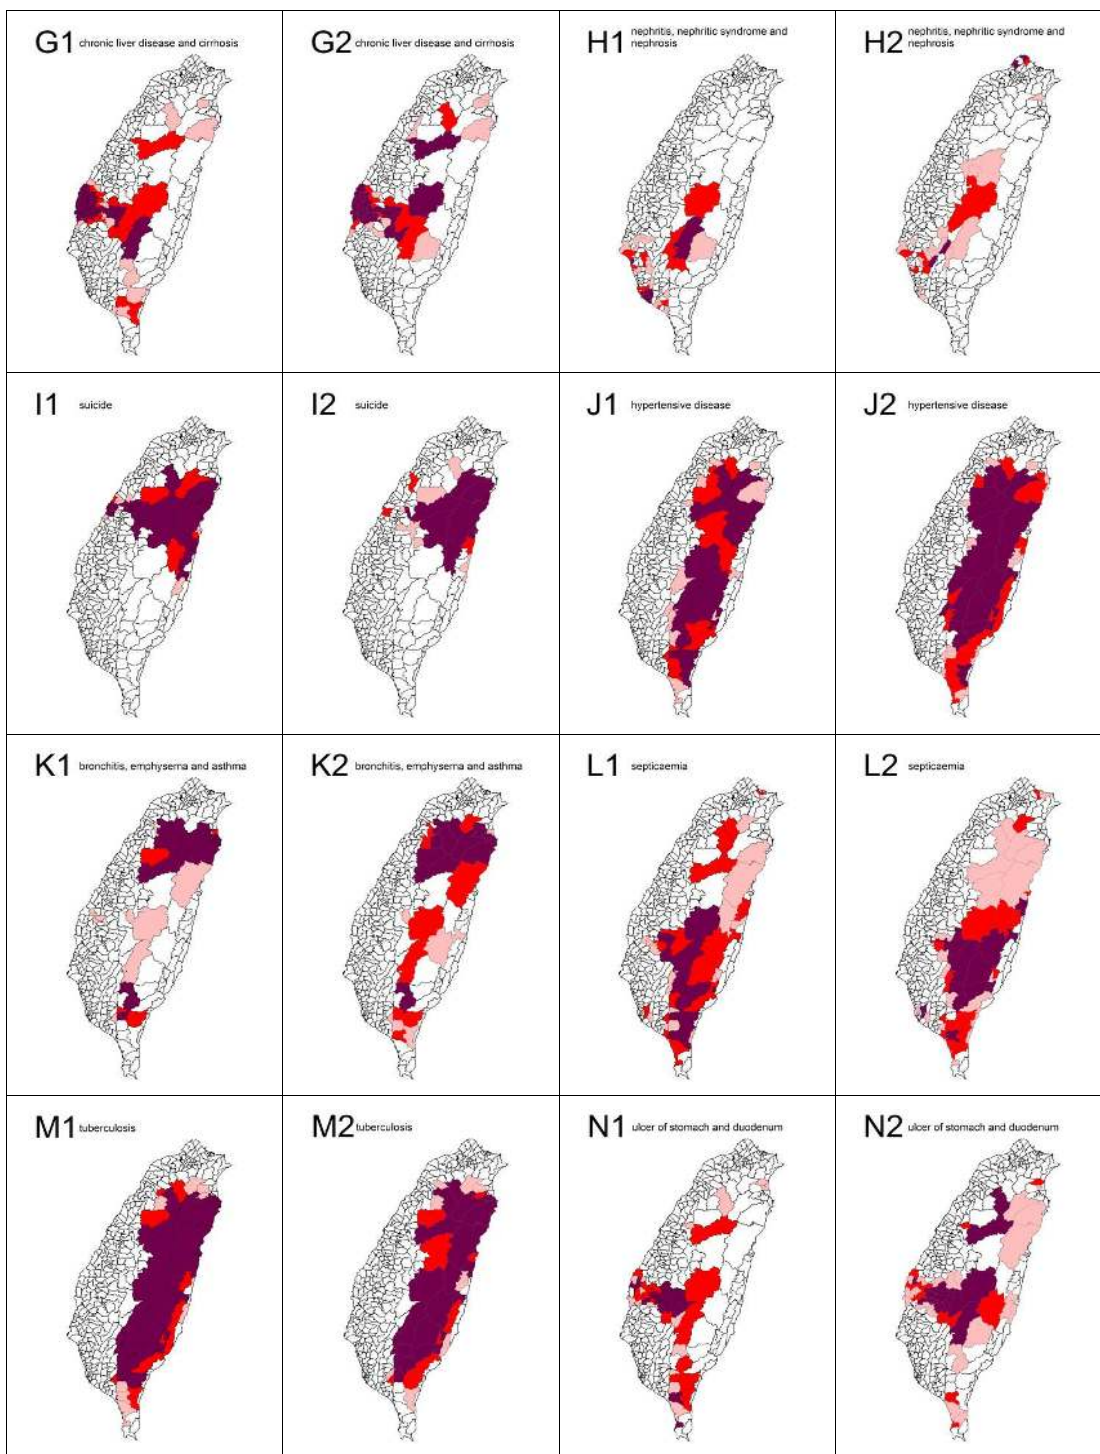 G1 chronic liver disease and cirrhosis
G2 chronic liver disease and cirrhosis
H1 nephritis, nephritic syndrome and
nephrosis
H2 nephritis, nephritic syndrome and
nephrosis
I1 suicide
I2 suicide
J1 hypertensive disease
J2 hypertensive disease
K1 bronchitis, emphysema and asthma
K2 bronchitis, emphysema and asthma
L1 septicaemia
L2 septicaemia
M1 tuberculosis
M2 tuberculosis
N1 ulcer of stomach and duodenum
N2 ulcer of stomach and duodenum